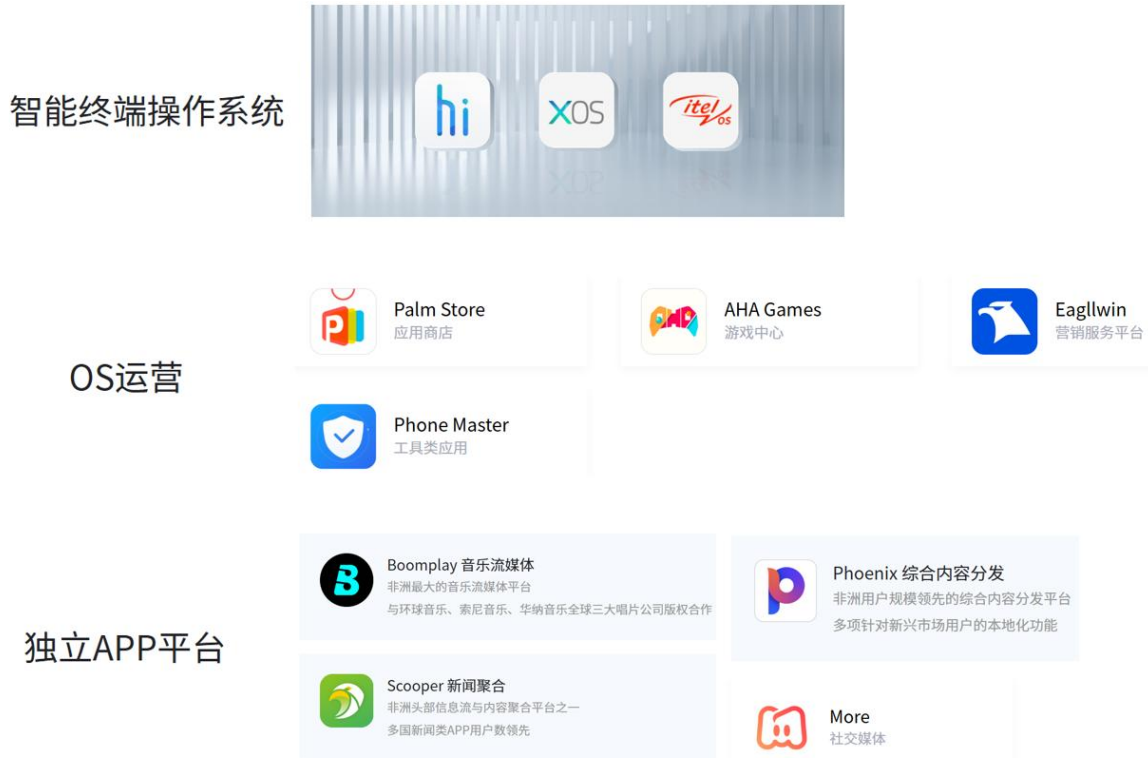 智能终端操作系统
hi
XOS
itel
OS
OS运营
Palm Store
应用商店
AHA Games
游戏中心
Eagllwin
营销服务平台
Phone Master
工具类应用
独立APP平台
Boomplay 音乐流媒体
非洲最大的音乐流媒体平台
与环球音乐、索尼音乐、华纳音乐全球三大唱片公司版权合作
Phoenix 综合内容分发
非洲用户规模领先的综合内容分发平台
多项针对新兴市场用户的本地化功能
Scooper 新闻聚合
非洲头部信息流与内容聚合平台之一
多国新闻类APP用户数领先
More
社交媒体